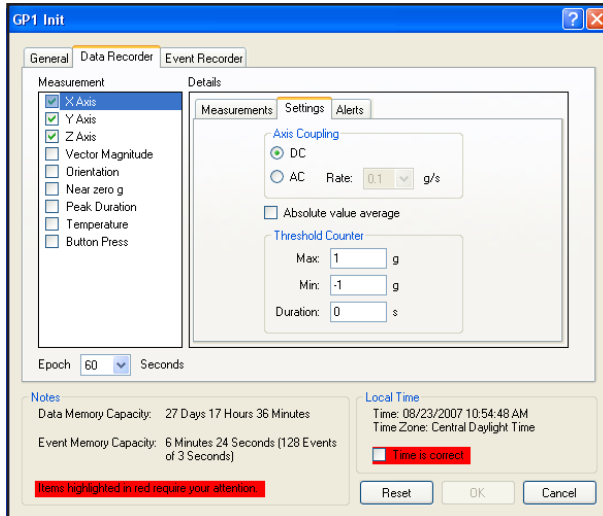 GP1 Init
General Data Recorder Event Recorder
Measurement
X Axis
Y Axis
Z Axis
Vector Magnitude
Orientation
Near zero g
Peak Duration
Temperature
Button Press
Details
Measurements Settings Alerts
Axis Coupling
DC
AC Rate: 0.1 g/s
Absolute value average
Threshold Counter
Max: 1 g
Min: -1 g
Duration: 0 s
Epoch 60 Seconds
Notes
Data Memory Capacity: 27 Days 17 Hours 36 Minutes
Event Memory Capacity: 6 Minutes 24 Seconds (128 Events
of 3 Seconds)
Items highlighted in red require your attention.
Local Time
Time: 08/23/2007 10:54:48 AM
Time Zone: Central Daylight Time
Time is correct
Reset OK Cancel